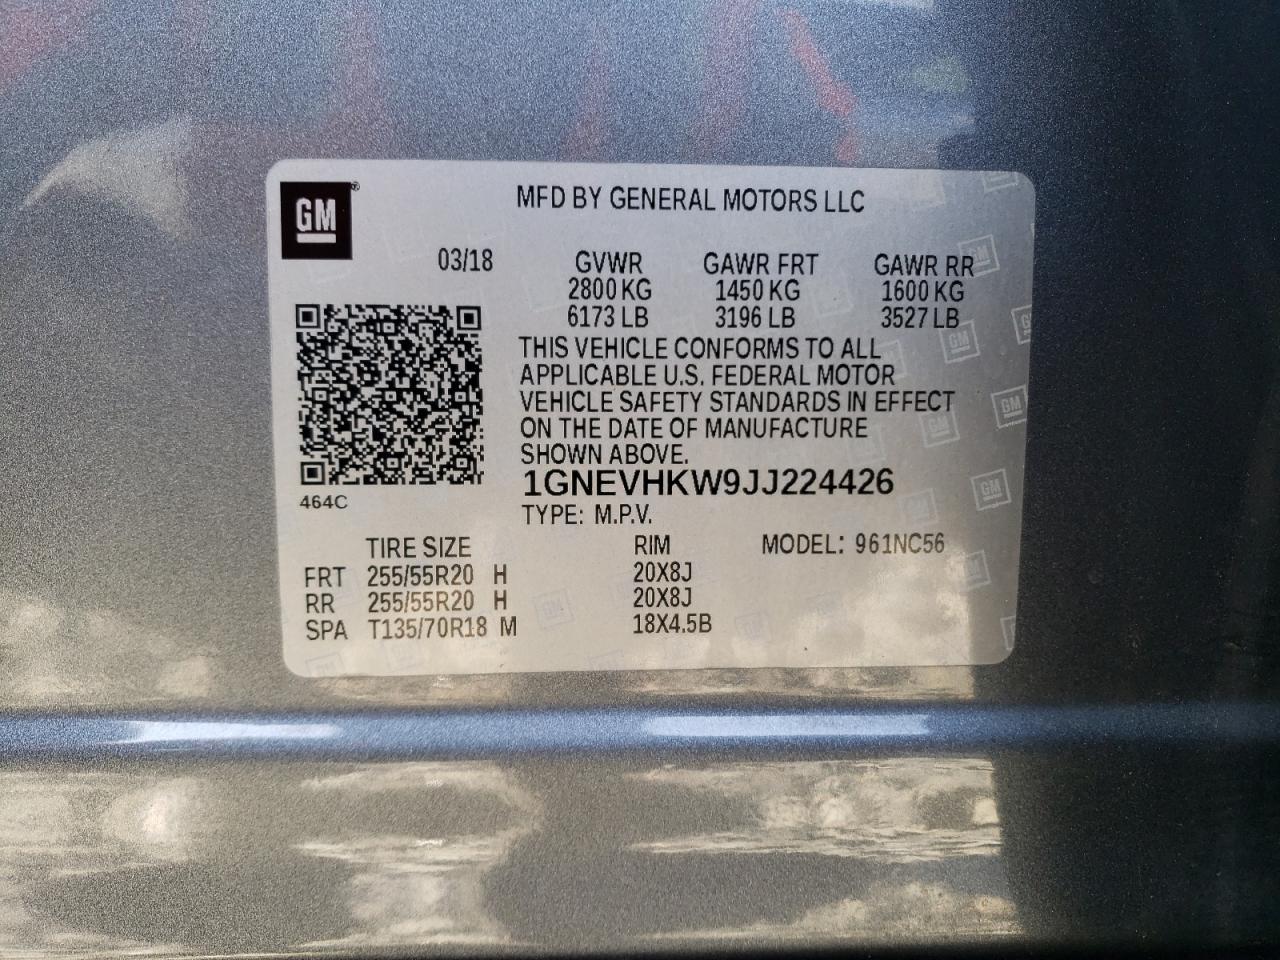 GM ®
MFD BY GENERAL MOTORS LLC
03/18 GVWR GAWR FRT GAWR RR
2800 KG 1450 KG 1600 KG
6173 LB 3196 LB 3527 LB
THIS VEHICLE CONFORMS TO ALL
APPLICABLE U.S. FEDERAL MOTOR
VEHICLE SAFETY STANDARDS IN EFFECT
ON THE DATE OF MANUFACTURE
SHOWN ABOVE.
464C
1GNEVHKW9JJ224426
TYPE: M.P.V.
TIRE SIZE RIM MODEL: 961NC56
FRT 255/55R20 H 20X8J
RR 255/55R20 H 20X8J
SPA T135/70R18 M 18X4.5B